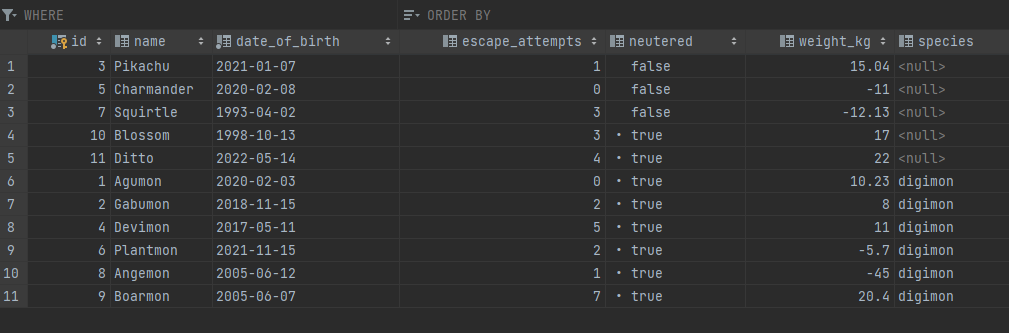 WHERE ORDER BY
id name date_of_birth escape_attempts neutered weight_kg species
1 3 Pikachu 2021-01-07 1 false 15.04 <null>
2 5 Charmander 2020-02-08 0 false -11 <null>
3 7 Squirtle 1993-04-02 3 false -12.13 <null>
4 10 Blossom 1998-10-13 3 • true 17 <null>
5 11 Ditto 2022-05-14 4 • true 22 <null>
6 1 Agumon 2020-02-03 0 • true 10.23 digimon
7 2 Gabumon 2018-11-15 2 • true 8 digimon
8 4 Devimon 2017-05-11 5 • true 11 digimon
9 6 Plantmon 2021-11-15 2 • true -5.7 digimon
10 8 Angemon 2005-06-12 1 • true -45 digimon
11 9 Boarmon 2005-06-07 7 • true 20.4 digimon